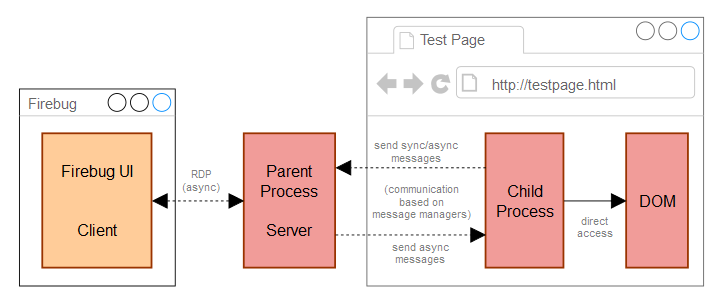 Test Page
http://testpage.html
Firebug
Firebug UI
Client
RDP
(async)
Parent
Process
Server
send sync/async
messages
(communication
based on
message managers)
send async
messages
Child
Process
direct
access
DOM